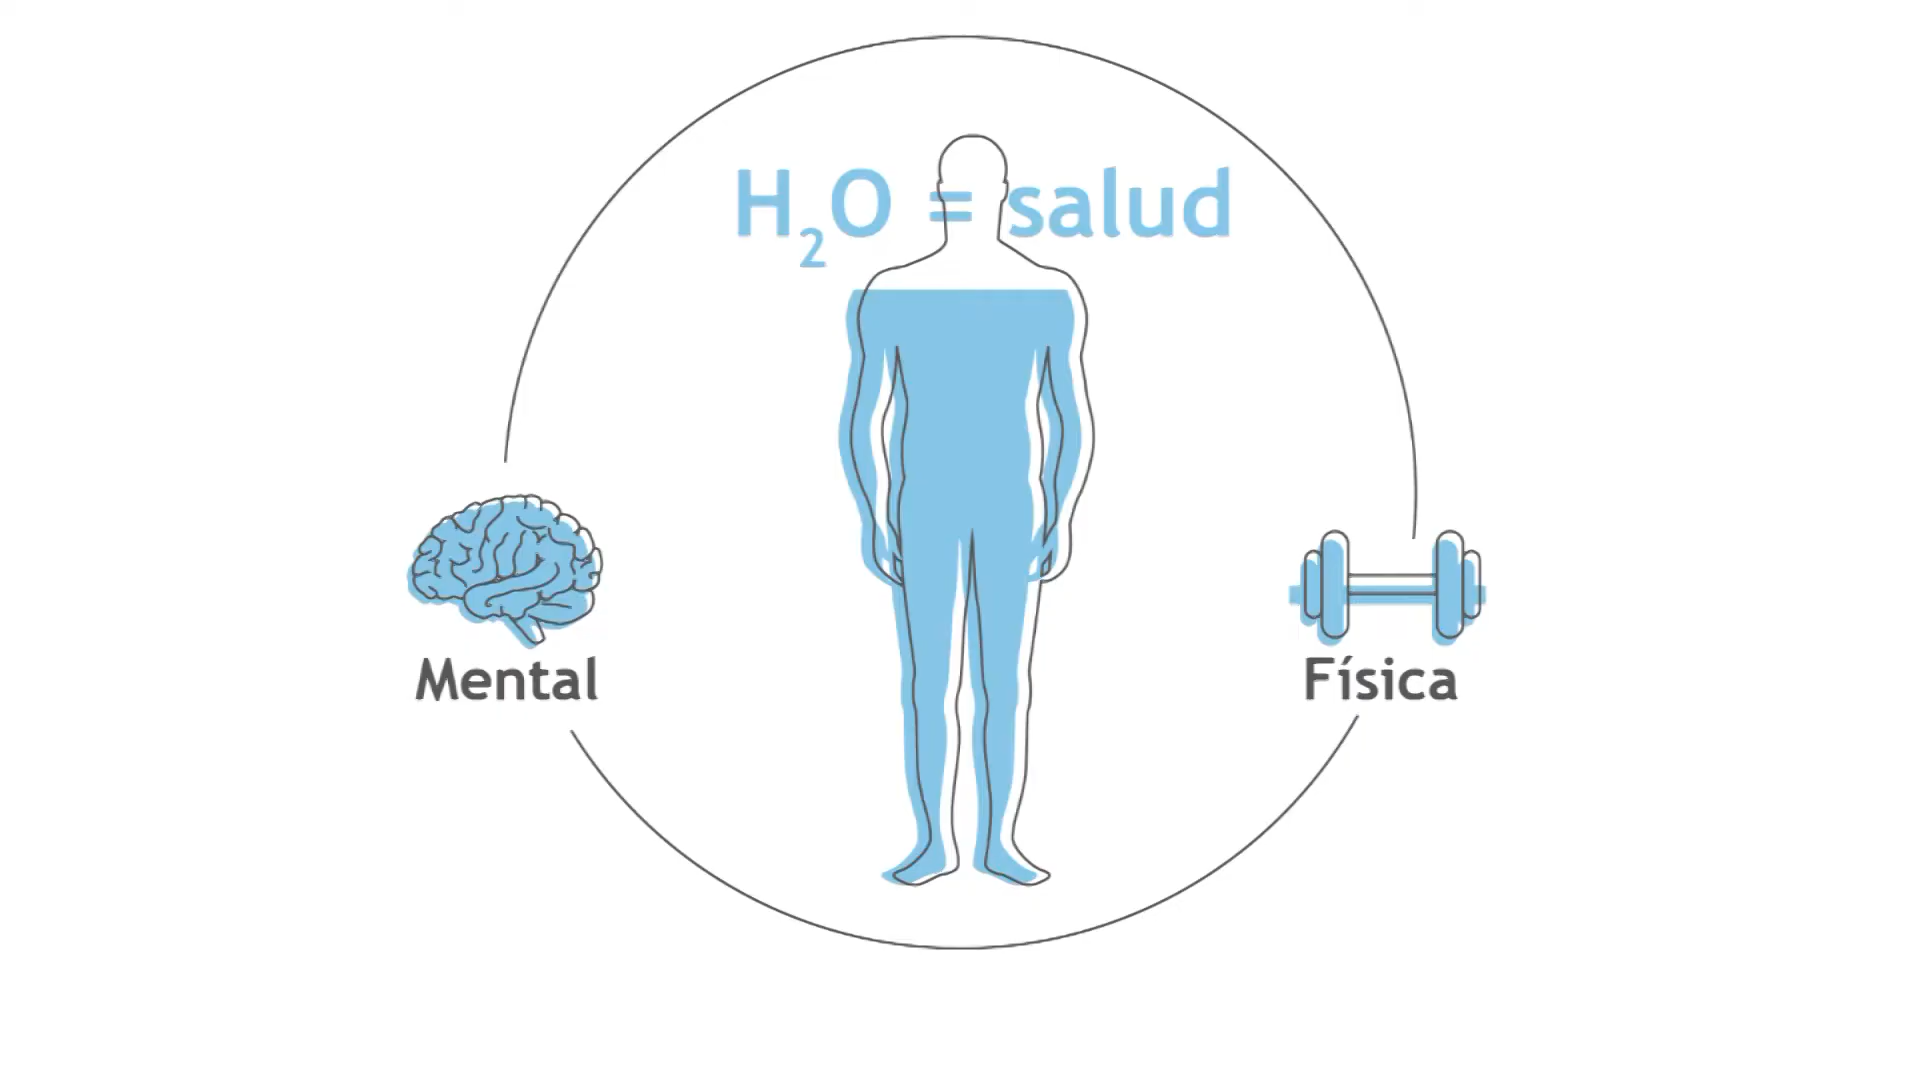 H₂O = salud
Mental
Física